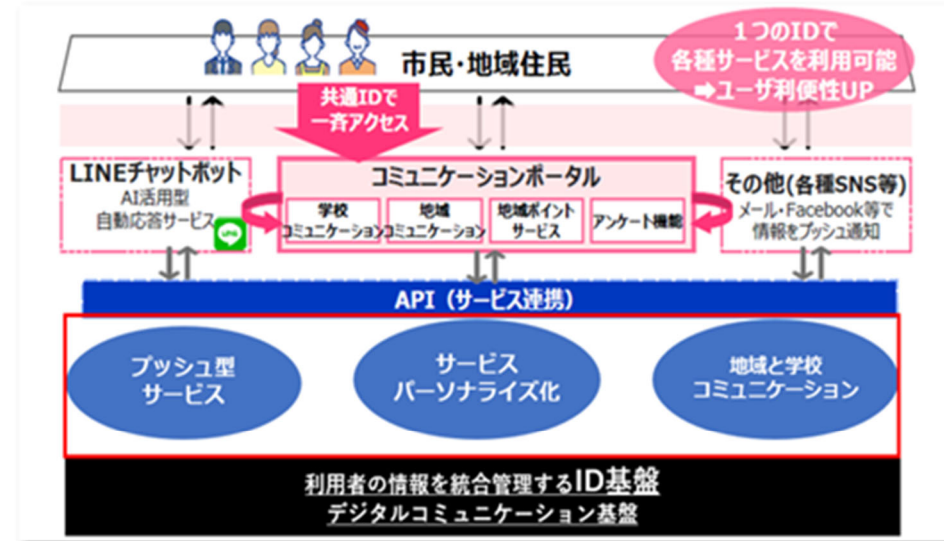 市民・地域住民
1つのIDで
各種サービスを利用可能
➡ユーザ利便性UP
共通IDで
一斉アクセス
LINEチャットボット
AI活用型
自動応答サービス
LINE
コミュニケーションポータル
学校
コミュニケーション
地域
コミュニケーション
地域ポイント
サービス
アンケート機能
その他(各種SNS等)
メール・Facebook等で
情報をプッシュ通知
API（サービス連携）
プッシュ型
サービス
サービス
パーソナライズ化
地域と学校
コミュニケーション
利用者の情報を統合管理するID基盤
デジタルコミュニケーション基盤